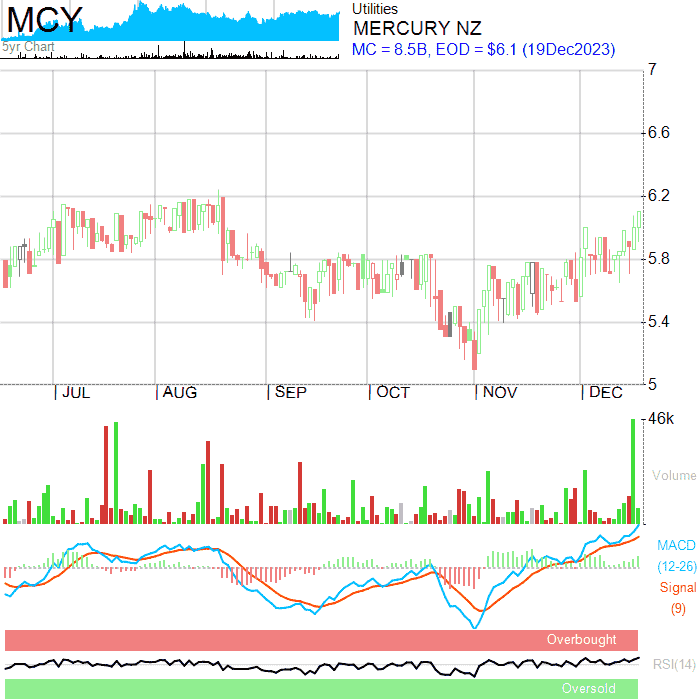 MCY
5yr Chart
Utilities
MERCURY NZ
MC = 8.5B, EOD = $6.1 (19Dec2023)
7
6.6
6.2
5.8
5.4
5
JUL AUG SEP OCT NOV DEC
46k
Volume
MACD
(12-26)
Signal
(9)
Overbought
RSI(14)
Oversold